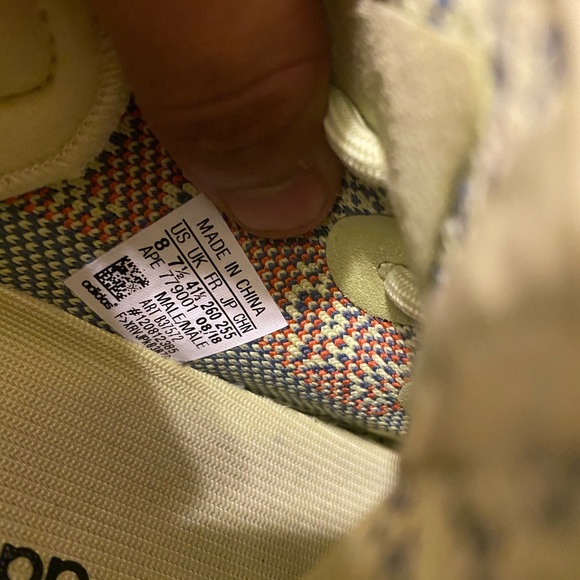 MADE IN CHINA
US UK FR JP CHN
8 7½ 41⅓ 260 255
APE 779001 08/18
MALE/MALE
ART B37572
adidas